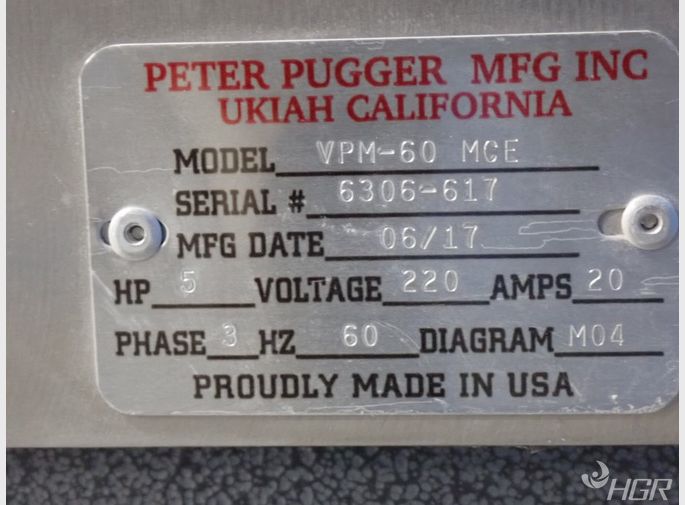 PETER PUGGER MFG INC
UKIAH CALIFORNIA
MODEL VPM-60 MCE
SERIAL # 6306-617
MFG DATE 06/17
HP 5 VOLTAGE 220 AMPS 20
PHASE 3 HZ 60 DIAGRAM M04
PROUDLY MADE IN USA
HGR